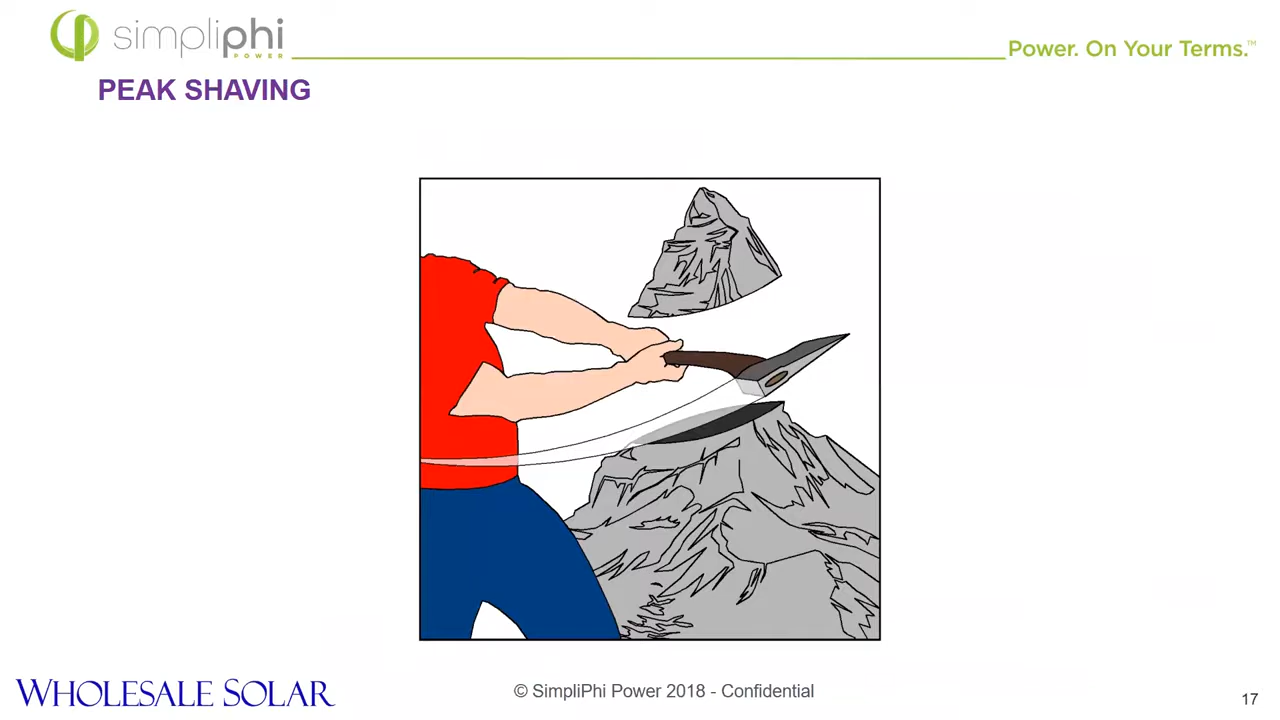 simpliphi
POWER
Power. On Your Terms.™
PEAK SHAVING
WHOLESALE SOLAR
© SimpliPhi Power 2018 - Confidential
17